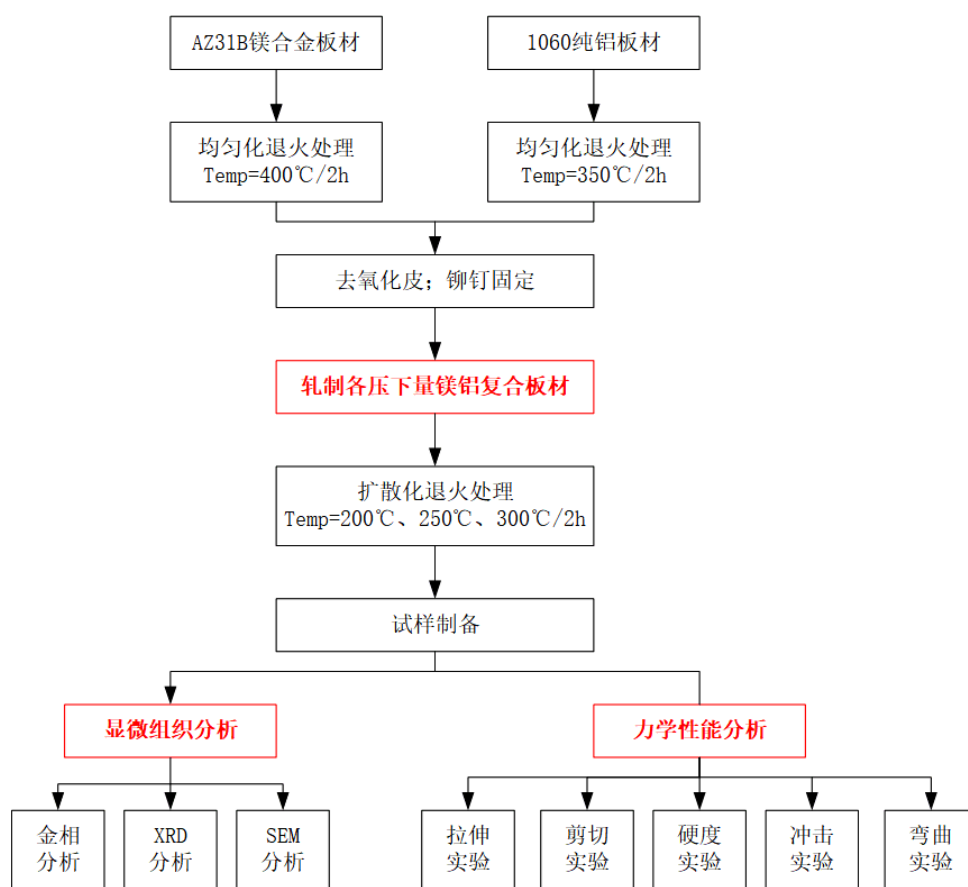 AZ31B镁合金板材
1060纯铝板材
均匀化退火处理
Temp=400℃/2h
均匀化退火处理
Temp=350℃/2h
去氧化皮；铆钉固定
轧制各压下量镁铝复合板材
扩散化退火处理
Temp=200℃、250℃、300℃/2h
试样制备
显微组织分析
力学性能分析
金相
分析
XRD
分析
SEM
分析
拉伸
实验
剪切
实验
硬度
实验
冲击
实验
弯曲
实验